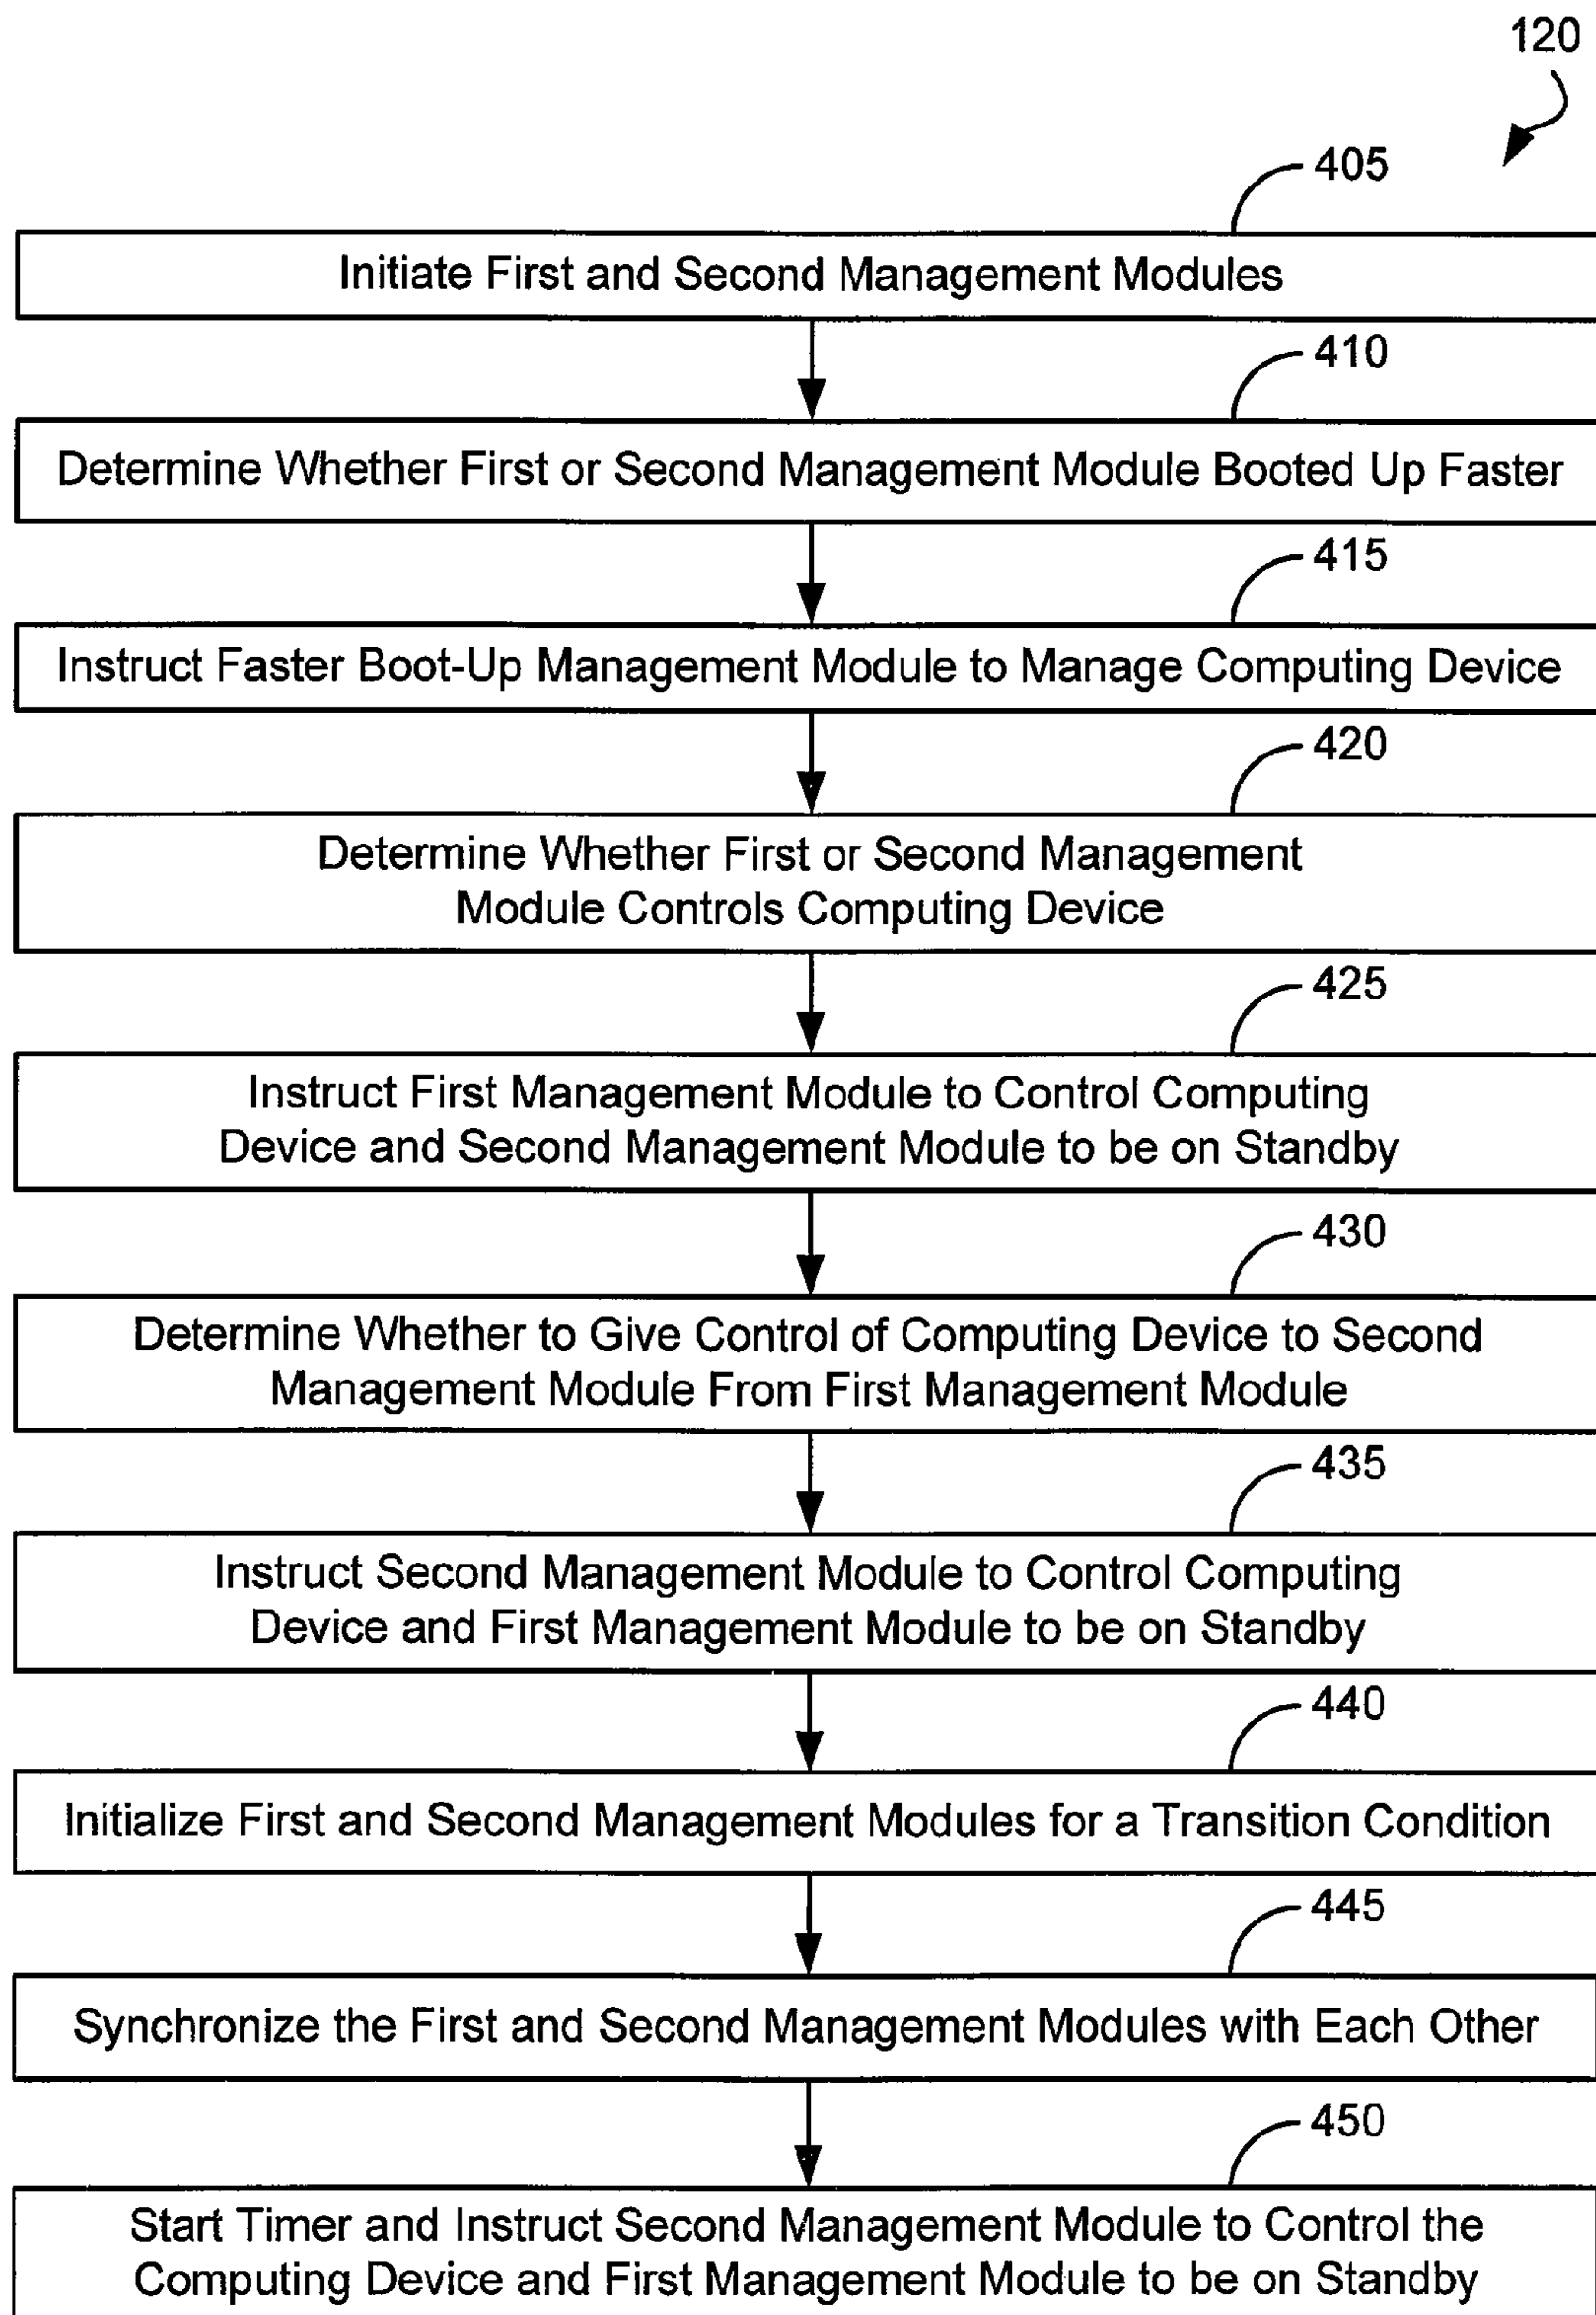 120
405
Initiate First and Second Management Modules
410
Determine Whether First or Second Management Module Booted Up Faster
415
Instruct Faster Boot-Up Management Module to Manage Computing Device
420
Determine Whether First or Second Management
Module Controls Computing Device
425
Instruct First Management Module to Control Computing
Device and Second Management Module to be on Standby
430
Determine Whether to Give Control of Computing Device to Second
Management Module From First Management Module
435
Instruct Second Management Module to Control Computing
Device and First Management Module to be on Standby
440
Initialize First and Second Management Modules for a Transition Condition
445
Synchronize the First and Second Management Modules with Each Other
450
Start Timer and Instruct Second Management Module to Control the
Computing Device and First Management Module to be on Standby